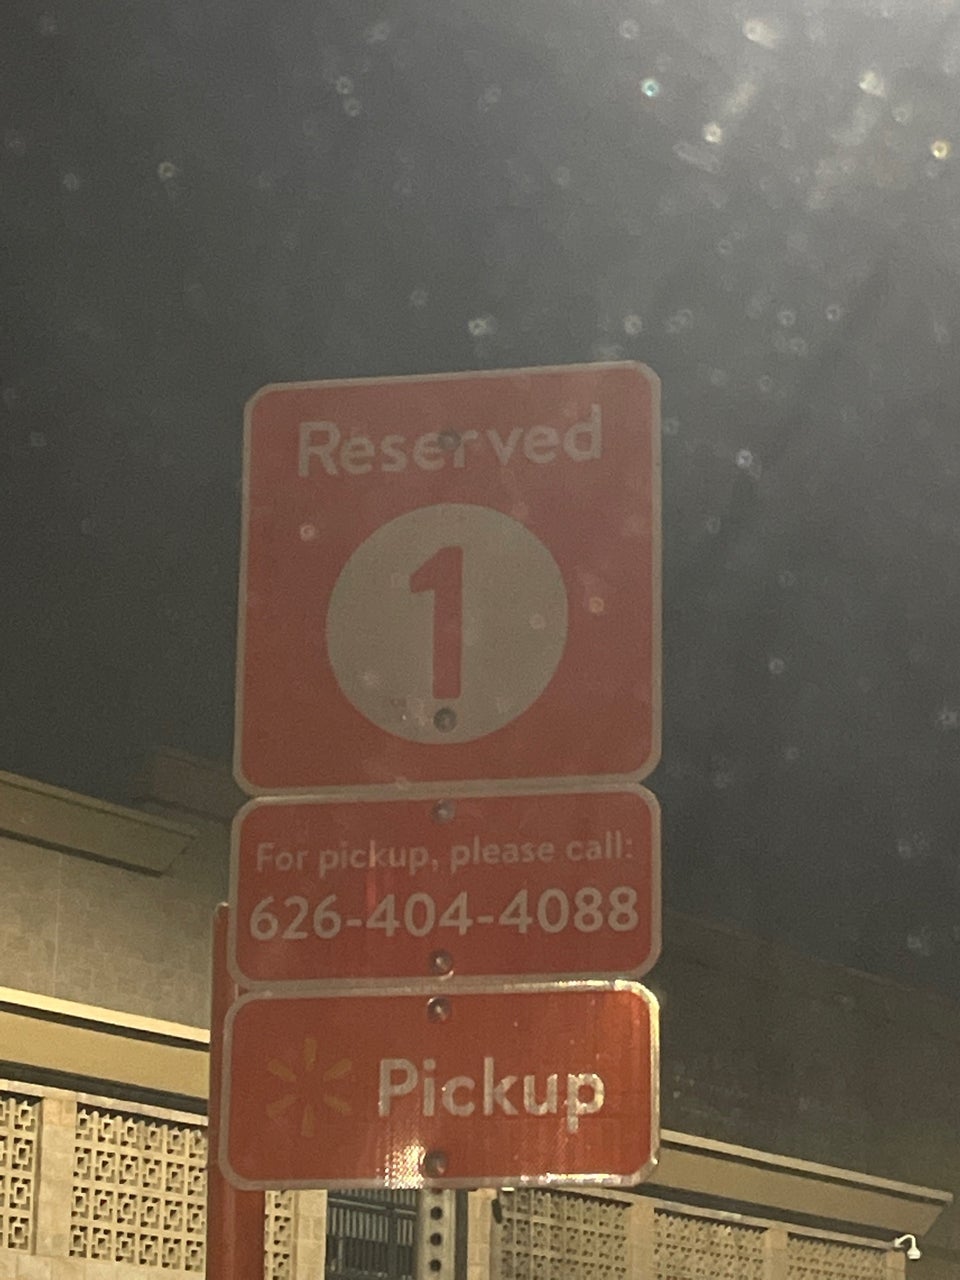 Reserved
1
For pickup, please call:
626-404-4088
Pickup